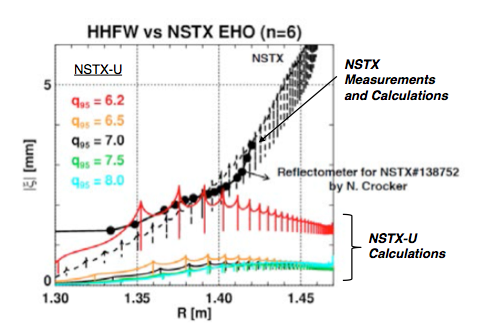 HHFW vs NSTX EHO (n=6)
NSTX-U
NSTX
NSTX
Measurements
and Calculations
5
q95 = 6.2
q95 = 6.5
q95 = 7.0
q95 = 7.5
q95 = 8.0
|ξ| [mm]
Reflectometer for NSTX#138752
by N. Crocker
NSTX-U
Calculations
0
1.30
1.35
1.40
1.45
R [m]